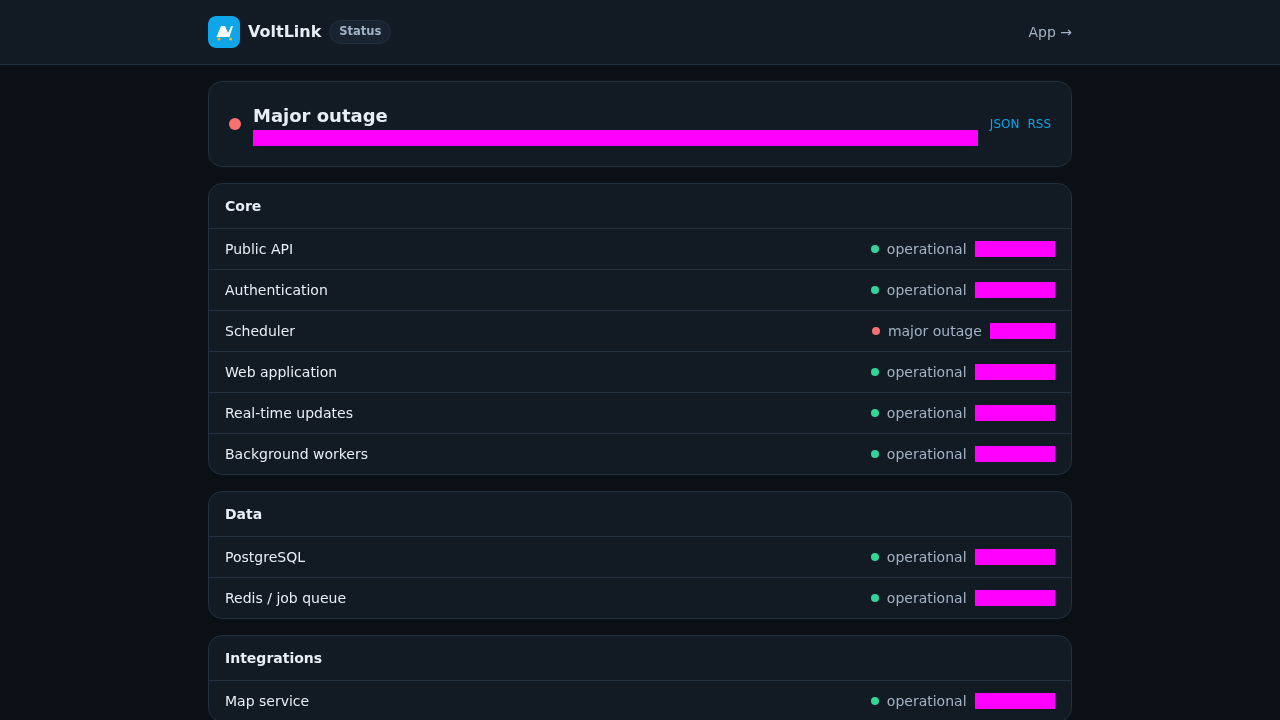 VoltLink Status App →
Major outage
JSON RSS
Core
Public API operational
Authentication operational
Scheduler major outage
Web application operational
Real-time updates operational
Background workers operational
Data
PostgreSQL operational
Redis / job queue operational
Integrations
Map service operational